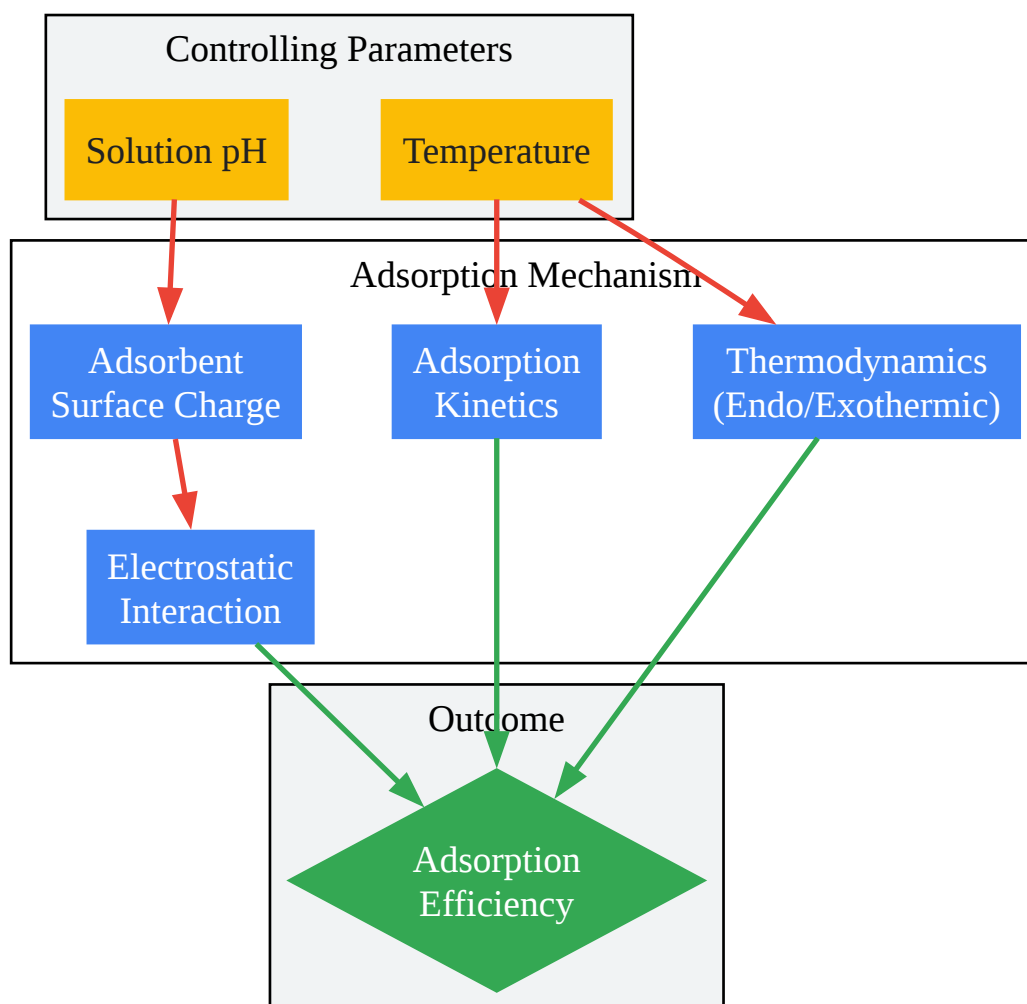 Controlling Parameters
Solution pH
Temperature
Adsorption Mechanism
Adsorbent
Surface Charge
Adsorption
Kinetics
Thermodynamics
(Endo/Exothermic)
Electrostatic
Interaction
Outcome
Adsorption
Efficiency